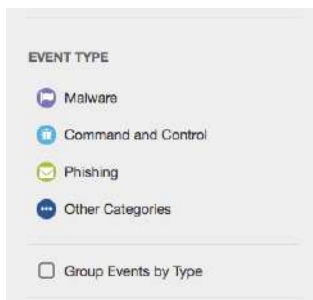 EVENT TYPE
Malware
Command and Control
Phishing
Other Categories
Group Events by Type